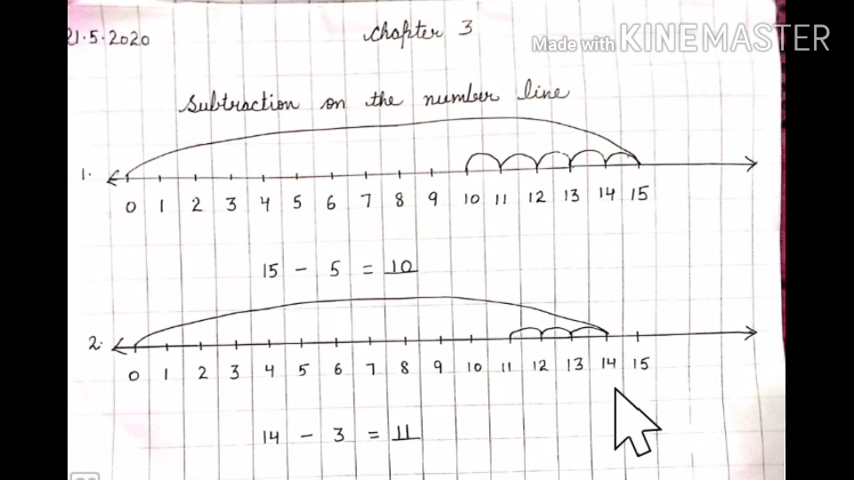 21.5.2020
chapter 3
Made with KINEMASTER
Subtraction on the number line
1.
0 1 2 3 4 5 6 7 8 9 10 11 12 13 14 15
15 - 5 = 10
2.
0 1 2 3 4 5 6 7 8 9 10 11 12 13 14 15
14 - 3 = 11